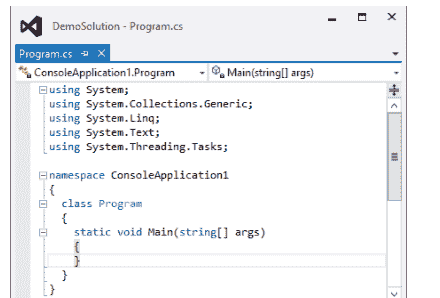 DemoSolution - Program.cs
Program.cs
ConsoleApplication1.Program Main(string[] args)
using System;
using System.Collections.Generic;
using System.Linq;
using System.Text;
using System.Threading.Tasks;
namespace ConsoleApplication1
{
class Program
{
static void Main(string[] args)
{
}
}
}